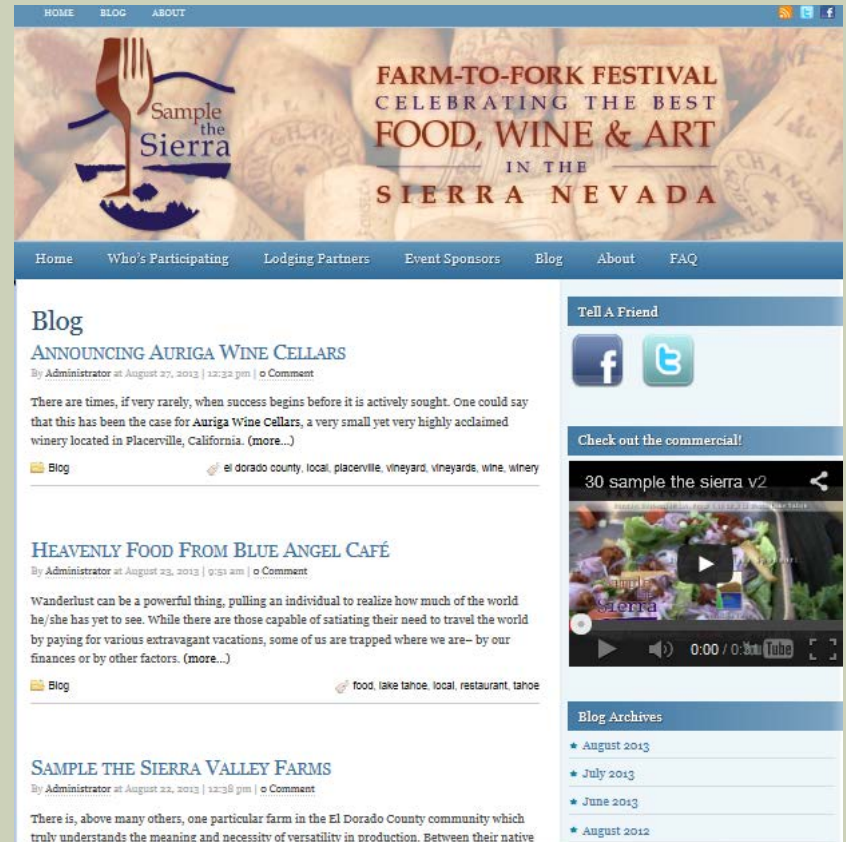 HOME BLOG ABOUT
Sample
the
Sierra
FARM-TO-FORK FESTIVAL
CELEBRATING THE BEST
FOOD, WINE & ART
IN THE
SIERRA NEVADA
Home Who's Participating Lodging Partners Event Sponsors Blog About FAQ
Blog
ANNOUNCING AURIGA WINE CELLARS
By Administrator at August 27, 2013 | 12:32 pm | 0 Comment
There are times, if very rarely, when success begins before it is actively sought. One could say
that this has been the case for Auriga Wine Cellars, a very small yet very highly acclaimed
winery located in Placerville, California. (more...)
Blog el dorado county, local, placerville, vineyard, vineyards, wine, winery
HEAVENLY FOOD FROM BLUE ANGEL CAFÉ
By Administrator at August 23, 2013 | 9:51 am | 0 Comment
Wanderlust can be a powerful thing, pulling an individual to realize how much of the world
he/she has yet to see. While there are those capable of satiating their need to travel the world
by paying for various extravagant vacations, some of us are trapped where we are– by our
finances or by other factors. (more...)
Blog food, lake tahoe, local, restaurant, tahoe
SAMPLE THE SIERRA VALLEY FARMS
By Administrator at August 22, 2013 | 12:38 pm | 0 Comment
There is, above many others, one particular farm in the El Dorado County community which
truly understands the meaning and necessity of versatility in production. Between their native
Tell A Friend
Check out the commercial!
30 sample the sierra v2
Sample
the
Sierra
0:00 / 0:
YouTube
Blog Archives
August 2013
July 2013
June 2013
August 2012